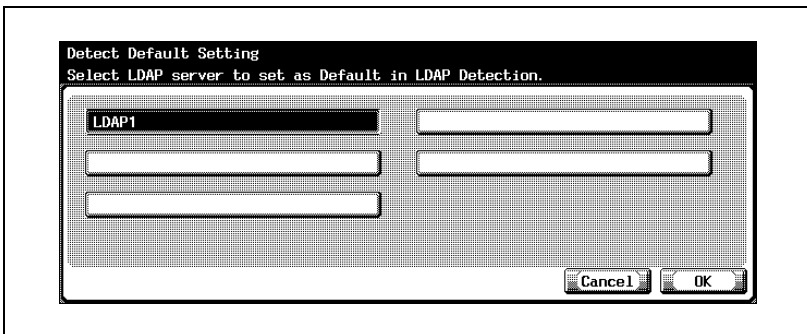 Detect Default Setting
Select LDAP server to set as Default in LDAP Detection.
LDAP1
Cancel OK